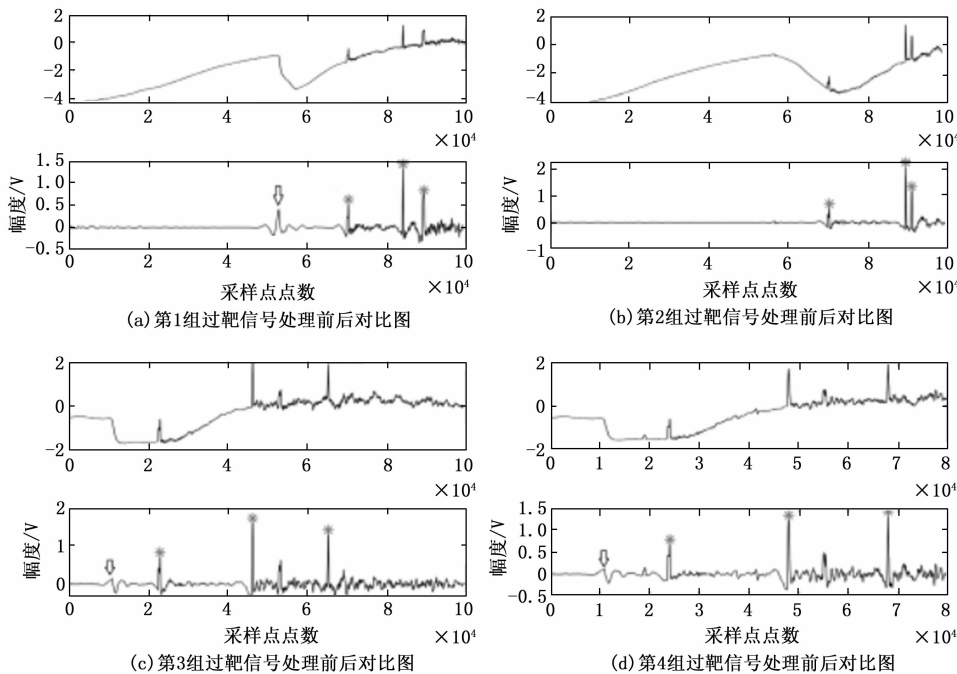 2
0
−2
−4
0 2 4 6 8 10
×10⁴
幅度/V
1.5
1.0
0.5
0
−0.5
0 2 4 6 8 10
采样点点数 ×10⁴
(a)第1组过靶信号处理前后对比图
2
0
−2
−4
0 2 4 6 8 10
×10⁴
幅度/V
2
1
0
−1
0 2 4 6 8 10
采样点点数 ×10⁴
(b)第2组过靶信号处理前后对比图
2
0
−2
0 2 4 6 8 10
×10⁴
幅度/V
2
1
0
0 2 4 6 8 10
采样点点数 ×10⁴
(c)第3组过靶信号处理前后对比图
2
0
−2
0 1 2 3 4 5 6 7 8
×10⁴
幅度/V
1.5
1.0
0.5
0
−0.5
0 1 2 3 4 5 6 7 8
采样点点数 ×10⁴
(d)第4组过靶信号处理前后对比图